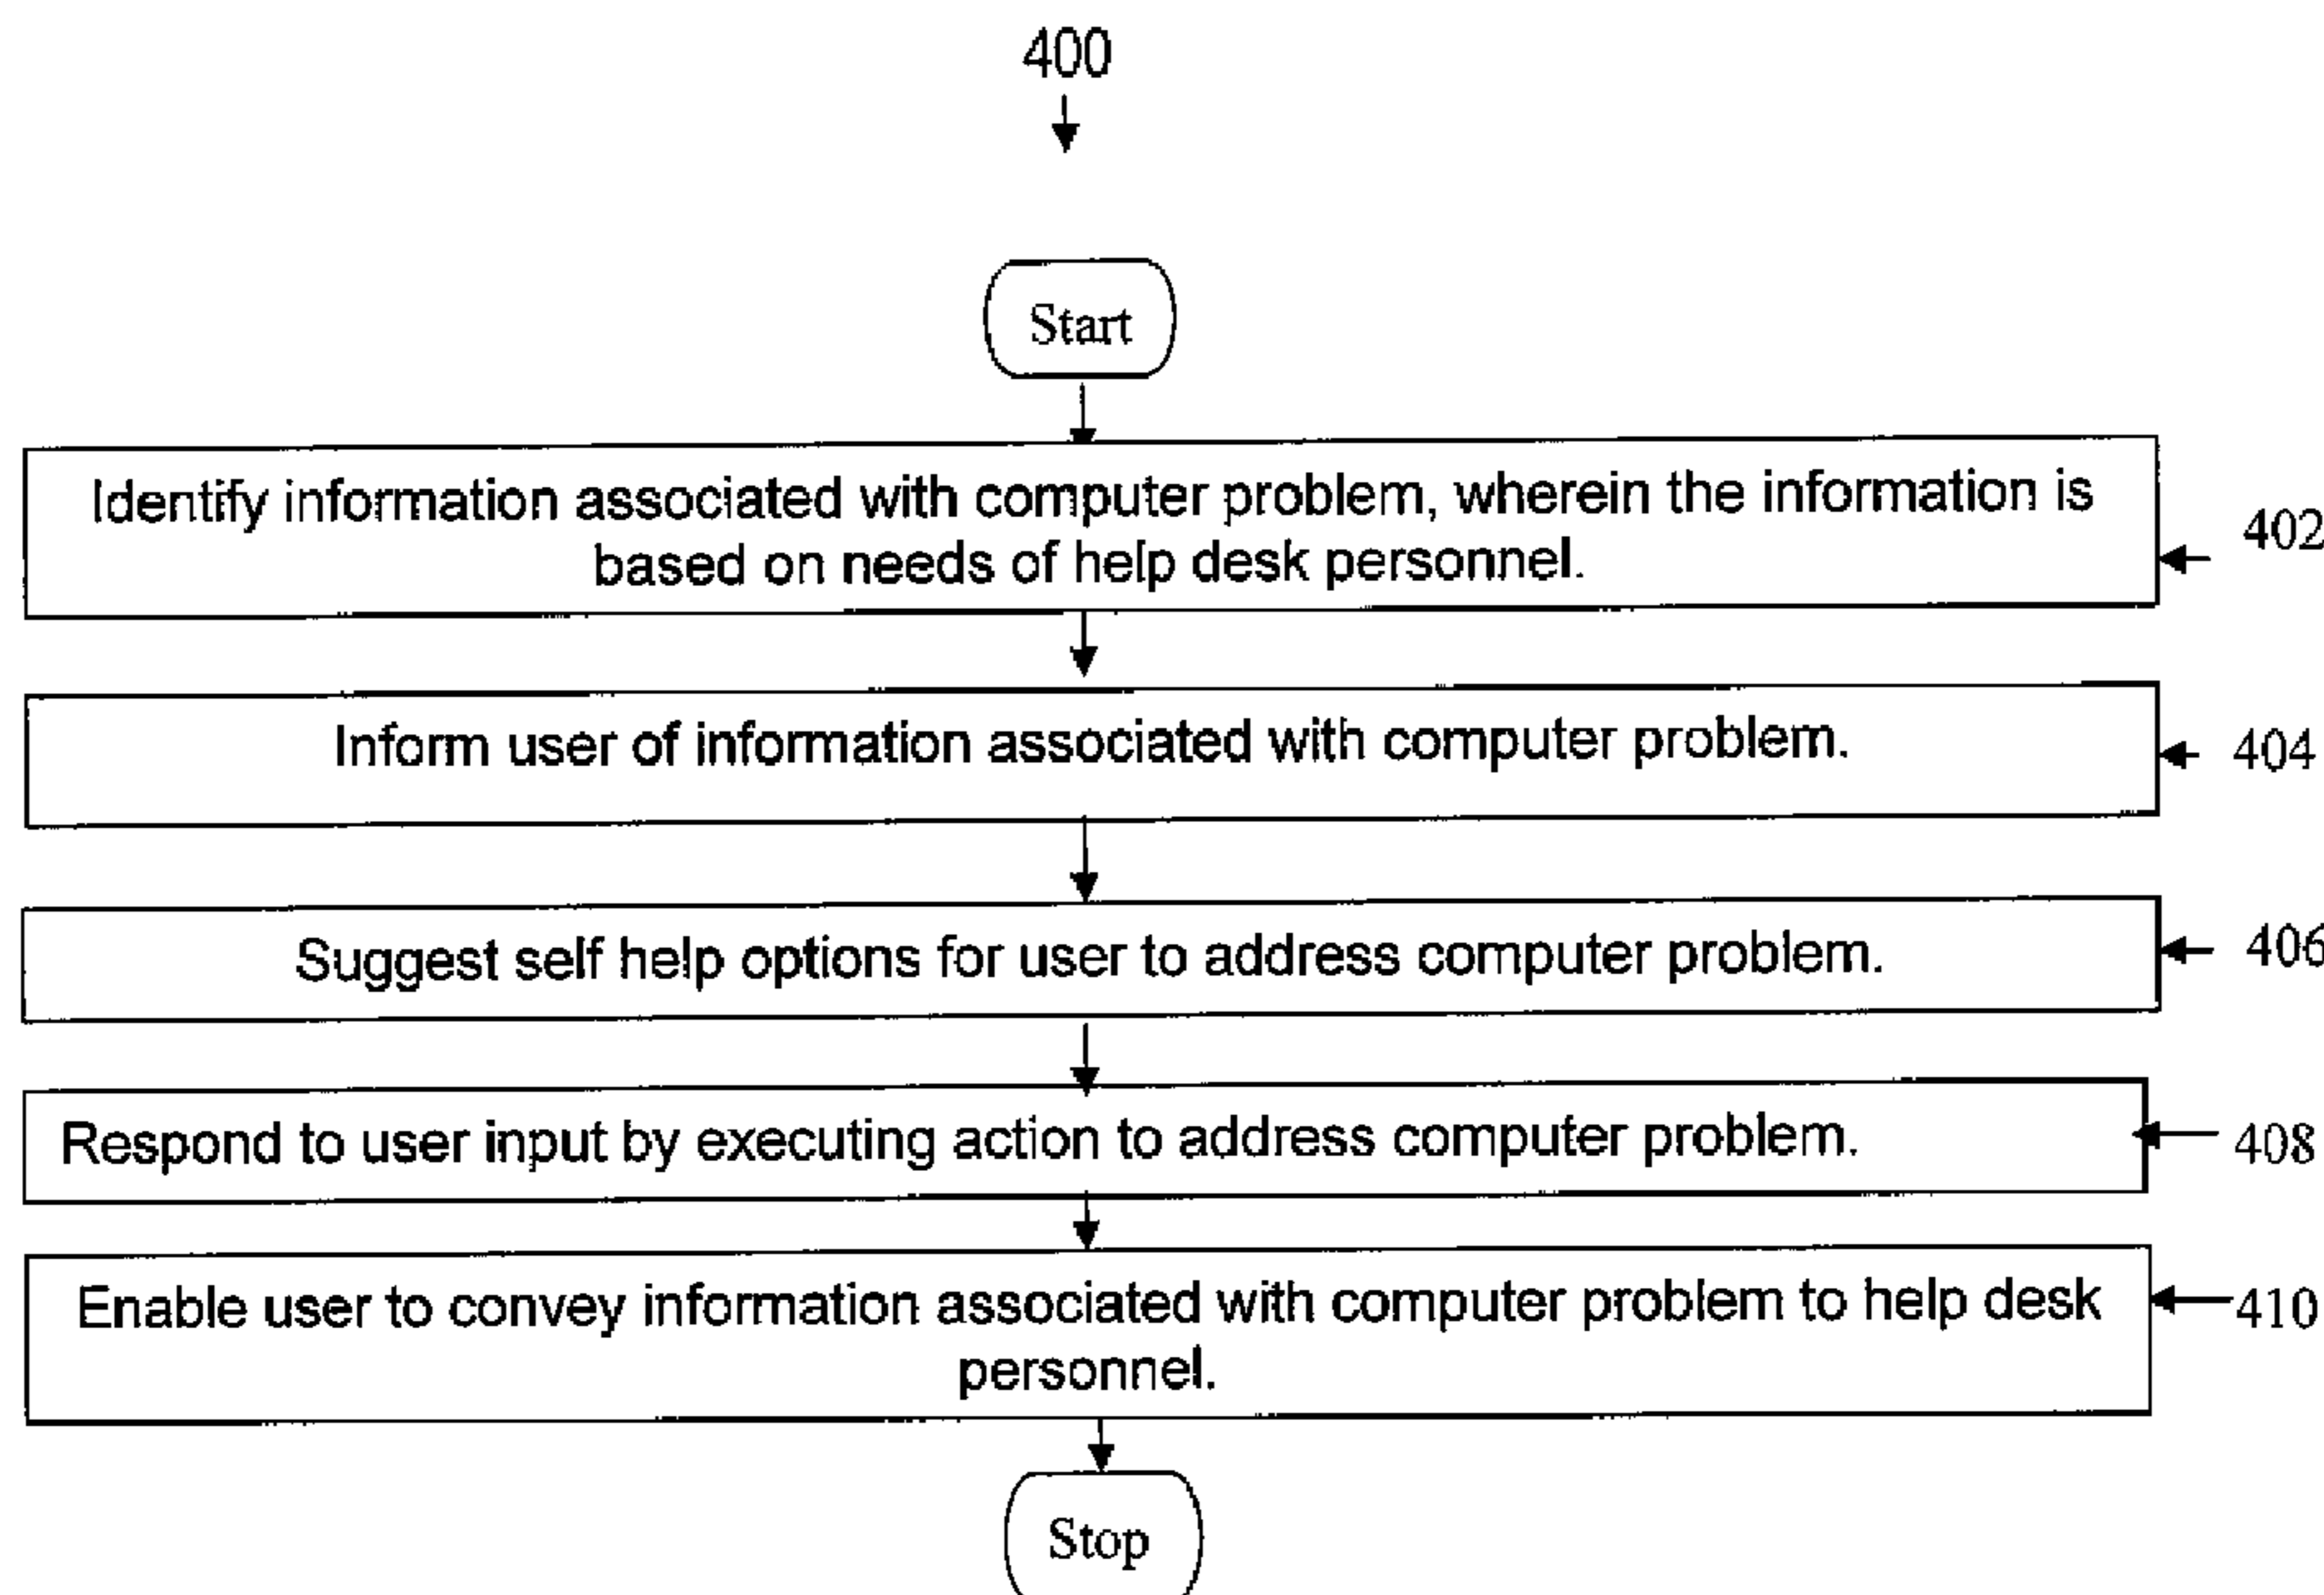 400
Start
Identify information associated with computer problem, wherein the information is
based on needs of help desk personnel.
402
Inform user of information associated with computer problem.
404
Suggest self help options for user to address computer problem.
406
Respond to user input by executing action to address computer problem.
408
Enable user to convey information associated with computer problem to help desk
personnel.
410
Stop